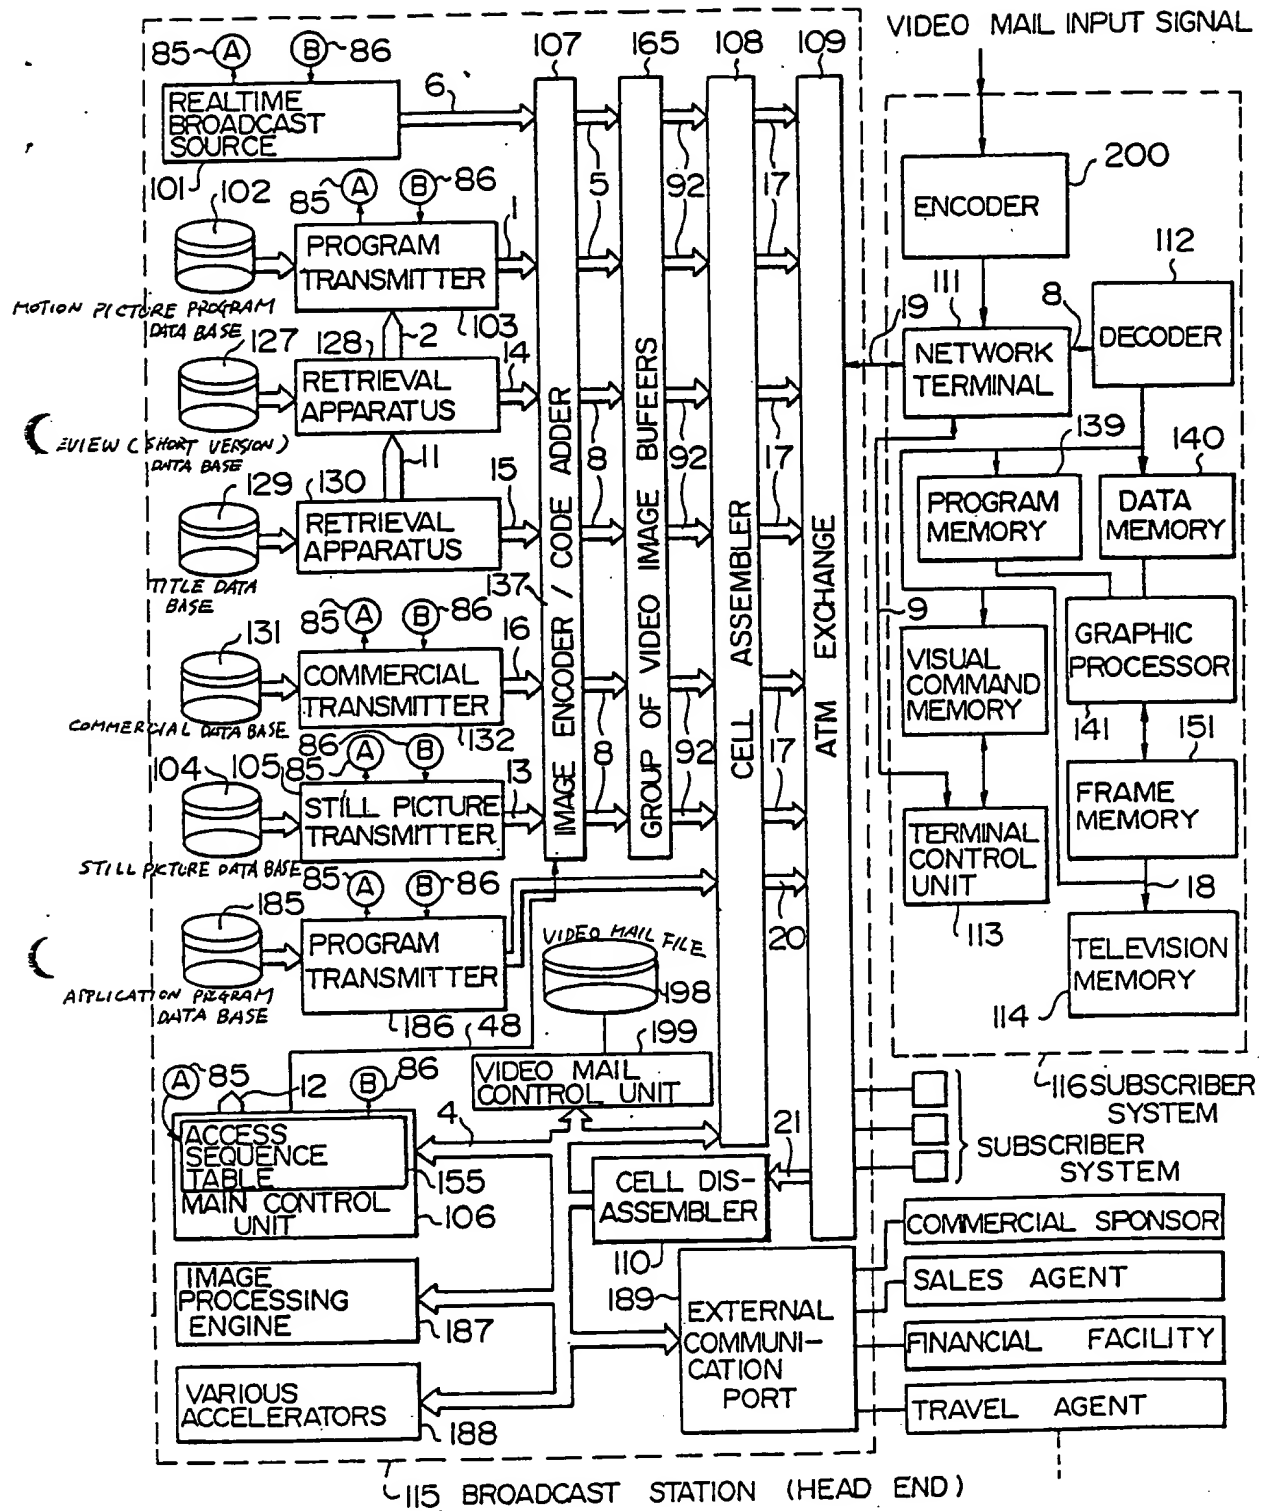 VIDEO MAIL INPUT SIGNAL
85 A B 86
107 165 108 109
REALTIME
BROADCAST
SOURCE
6
5 92 17
101
102
85 A B 86
PROGRAM
TRANSMITTER
1
MOTION PICTURE PROGRAM
DATA BASE
103
2
127
128
RETRIEVAL
APPARATUS
14
8 92 17
EVIEW (SHORT VERSION)
DATA BASE
11
129
130
RETRIEVAL
APPARATUS
15
8 92 17
TITLE DATA
BASE
137
85 A B 86
131
COMMERCIAL
TRANSMITTER
16
COMMERCIAL DATA BASE
132
8 92 17
86
85 A B
104
105
STILL PICTURE
TRANSMITTER
13
STILL PICTURE DATA BASE
85 A B 86
185
PROGRAM
TRANSMITTER
APPLICATION PROGRAM
DATA BASE
186
48
20
IMAGE ENCODER / CODE ADDER
GROUP OF VIDEO IMAGE BUFEERS
CELL ASSEMBLER
ATM EXCHANGE
VIDEO MAIL FILE
198
199
VIDEO MAIL
CONTROL UNIT
A 85
12
B 86
4
ACCESS
SEQUENCE
TABLE
155
MAIN CONTROL
UNIT
106
21
CELL DIS-
ASSEMBLER
110
IMAGE
PROCESSING
ENGINE
187
189
EXTERNAL
COMMUNI-
CATION
PORT
VARIOUS
ACCELERATORS
188
115 BROADCAST STATION (HEAD END)
200
ENCODER
112
111
8
DECODER
19
NETWORK
TERMINAL
139
140
PROGRAM
MEMORY
DATA
MEMORY
9
VISUAL
COMMAND
MEMORY
GRAPHIC
PROCESSOR
141
151
FRAME
MEMORY
TERMINAL
CONTROL
UNIT
113
18
TELEVISION
MEMORY
114
116 SUBSCRIBER
SYSTEM
SUBSCRIBER
SYSTEM
COMMERCIAL SPONSOR
SALES AGENT
FINANCIAL FACILITY
TRAVEL AGENT